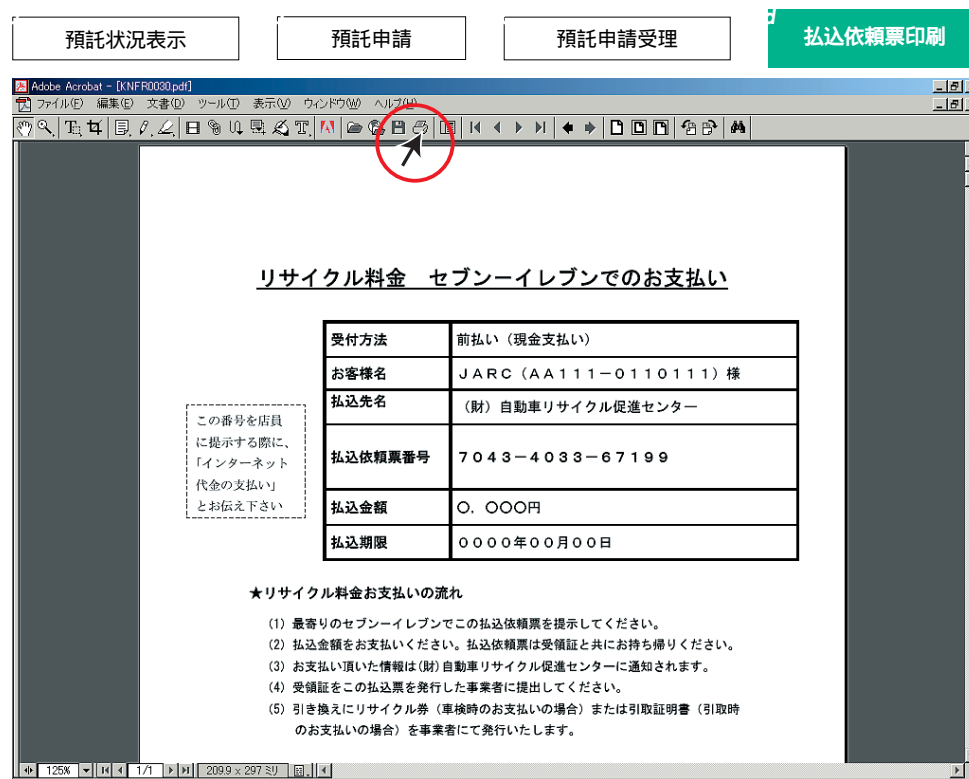 預託状況表示
預託申請
預託申請受理
d
払込依頼票印刷
Adobe Acrobat - [KNFR0030.pdf]
ファイル(F) 編集(E) 文書(D) ツール(T) 表示(V) ウィンドウ(W) ヘルプ(H)
リサイクル料金 セブンーイレブンでのお支払い
受付方法 前払い（現金支払い）
お客様名 ＪＡＲＣ（ＡＡ１１１－０１１０１１１）様
払込先名 （財）自動車リサイクル促進センター
払込依頼票番号 ７０４３－４０３３－６７１９９
払込金額 〇，〇〇〇円
払込期限 ００００年００月００日
この番号を店員
に提示する際に、
「インターネット
代金の支払い」
とお伝え下さい
★リサイクル料金お支払いの流れ
(1) 最寄りのセブンーイレブンでこの払込依頼票を提示してください。
(2) 払込金額をお支払いください。払込依頼票は受領証と共にお持ち帰りください。
(3) お支払い頂いた情報は(財)自動車リサイクル促進センターに通知されます。
(4) 受領証をこの払込票を発行した事業者に提出してください。
(5) 引き換えにリサイクル券（車検時のお支払いの場合）または引取証明書（引取時
のお支払いの場合）を事業者にて発行いたします。
125% 1/1 209.9 x 297 ミリ